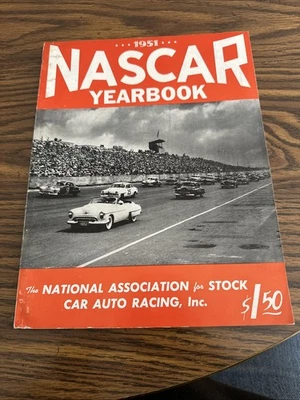 1951
NASCAR
YEARBOOK
The NATIONAL ASSOCIATION for STOCK
CAR AUTO RACING, Inc.
$1.50